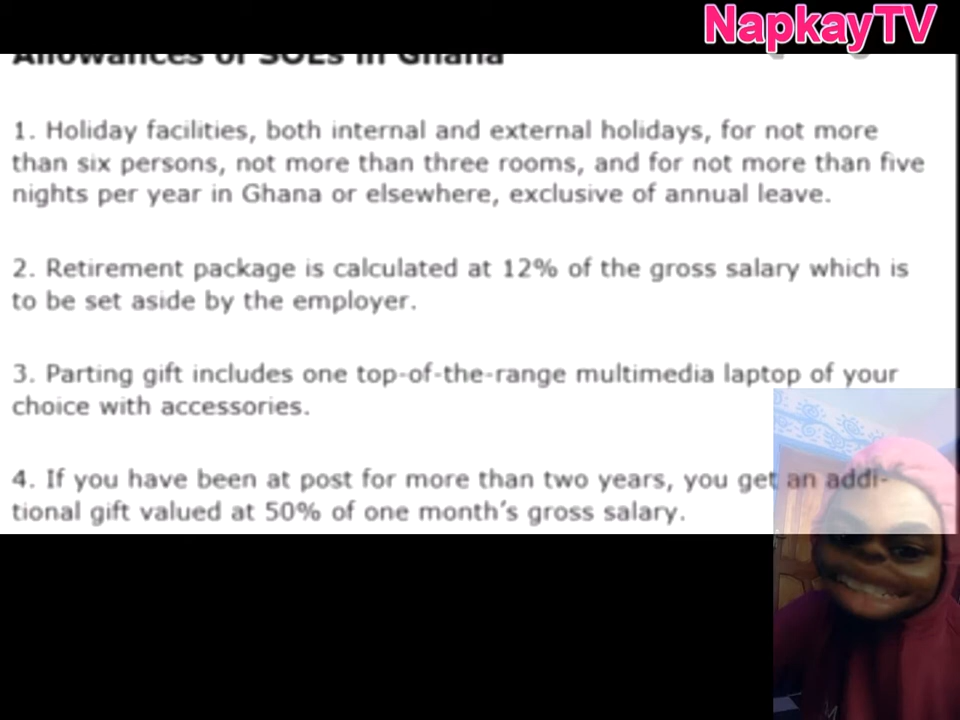 NapkayTV
Allowances of SOEs in Ghana
1. Holiday facilities, both internal and external holidays, for not more
than six persons, not more than three rooms, and for not more than five
nights per year in Ghana or elsewhere, exclusive of annual leave.
2. Retirement package is calculated at 12% of the gross salary which is
to be set aside by the employer.
3. Parting gift includes one top-of-the-range multimedia laptop of your
choice with accessories.
4. If you have been at post for more than two years, you get an addi-
tional gift valued at 50% of one month’s gross salary.